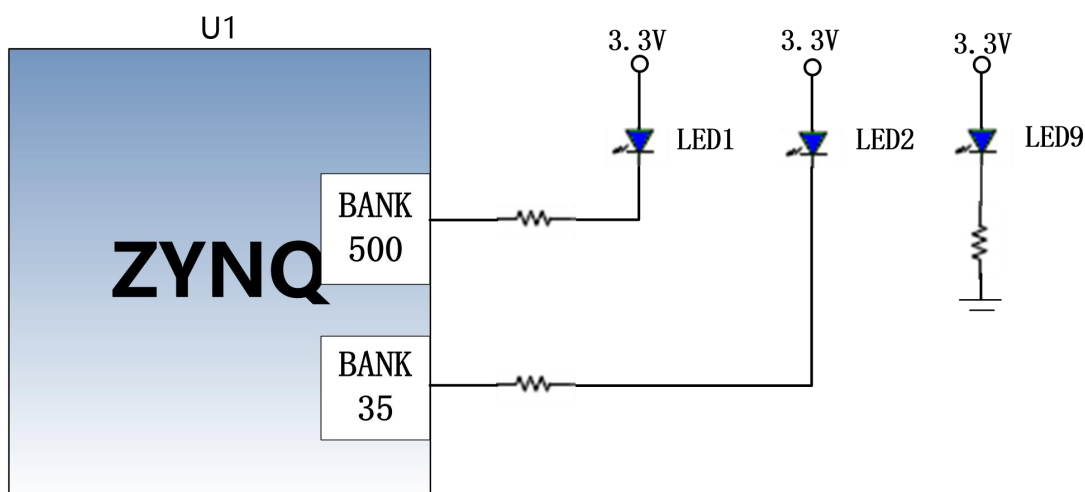 U1
3.3V
3.3V
3.3V
LED1
LED2
LED9
BANK
500
ZYNQ
BANK
35